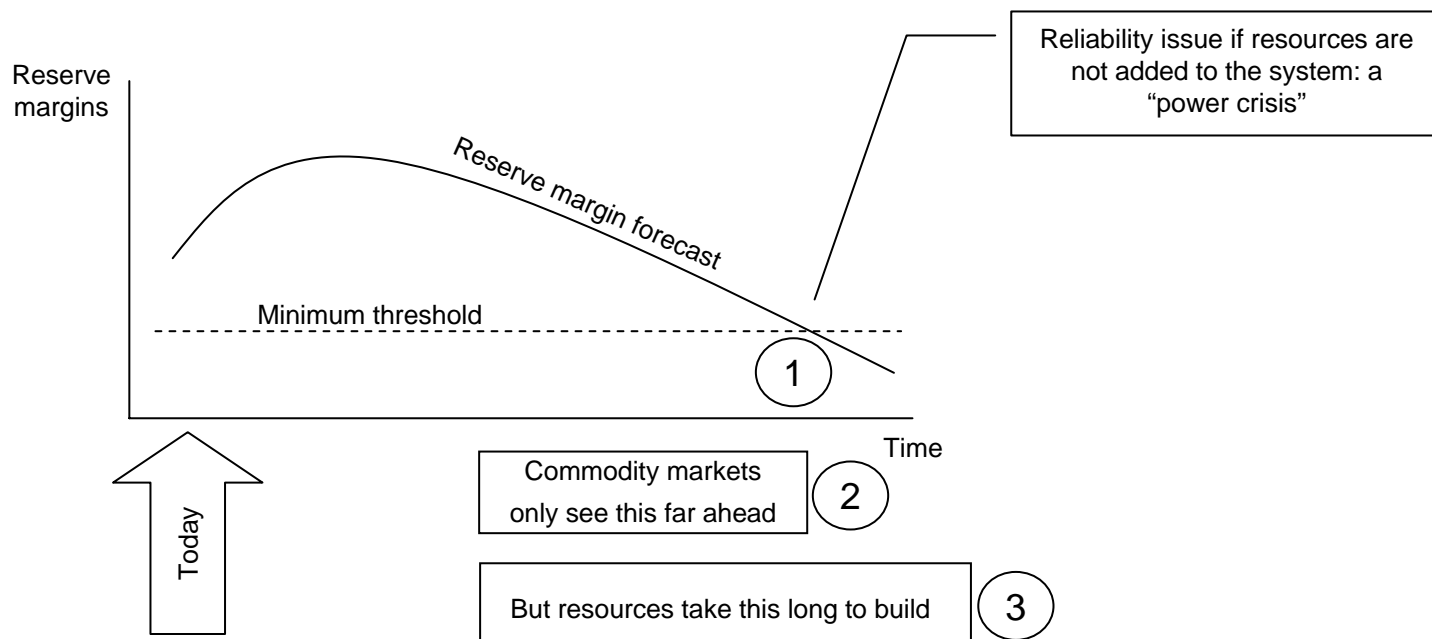 Reliability issue if resources are
not added to the system: a
“power crisis”
Reserve
margins
Reserve margin forecast
Minimum threshold
1
Time
Commodity markets
only see this far ahead
2
Today
But resources take this long to build
3